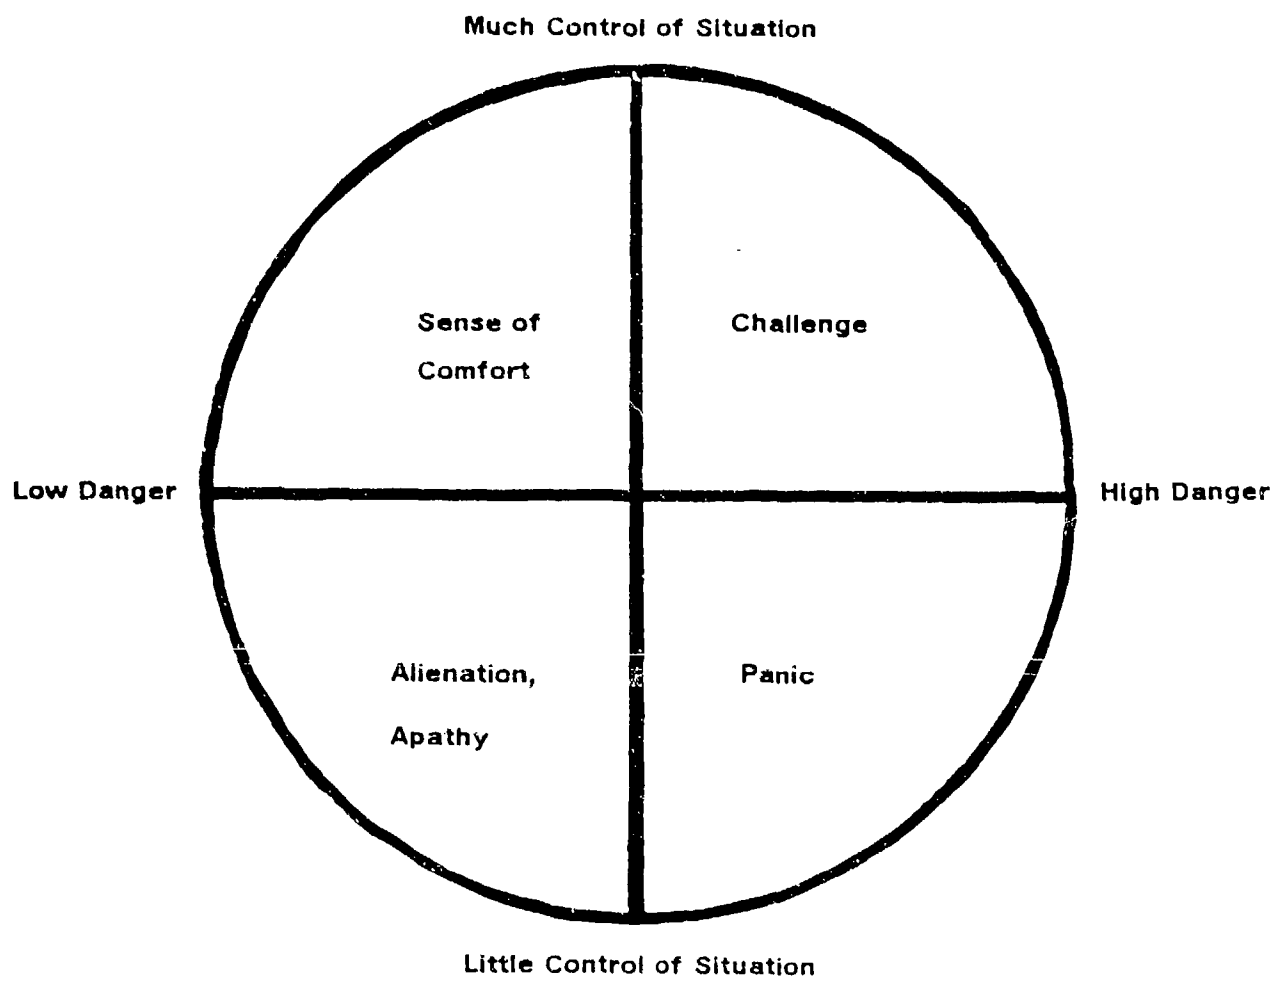 Much Control of Situation
Sense of
Comfort
Challenge
Low Danger
High Danger
Alienation,
Apathy
Panic
Little Control of Situation